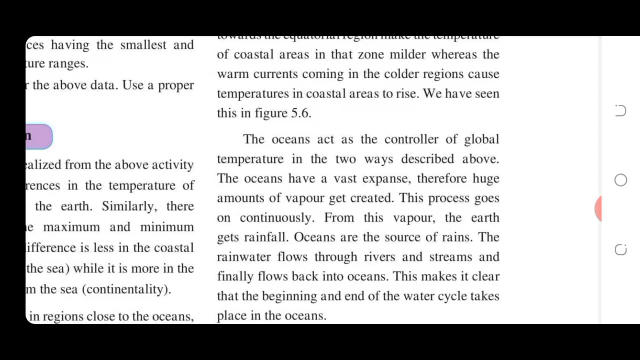 ces having the smallest and
ture ranges.
r the above data. Use a proper
n
ealized from the above activity
rences in the temperature of
the earth. Similarly, there
e maximum and minimum
ifference is less in the coastal
the sea) while it is more in the
m the sea (continentality).
in regions close to the oceans,
towards the equatorial region make the temperature
of coastal areas in that zone milder whereas the
warm currents coming in the colder regions cause
temperatures in coastal areas to rise. We have seen
this in figure 5.6.
The oceans act as the controller of global
temperature in the two ways described above.
The oceans have a vast expanse, therefore huge
amounts of vapour get created. This process goes
on continuously. From this vapour, the earth
gets rainfall. Oceans are the source of rains. The
rainwater flows through rivers and streams and
finally flows back into oceans. This makes it clear
that the beginning and end of the water cycle takes
place in the oceans.